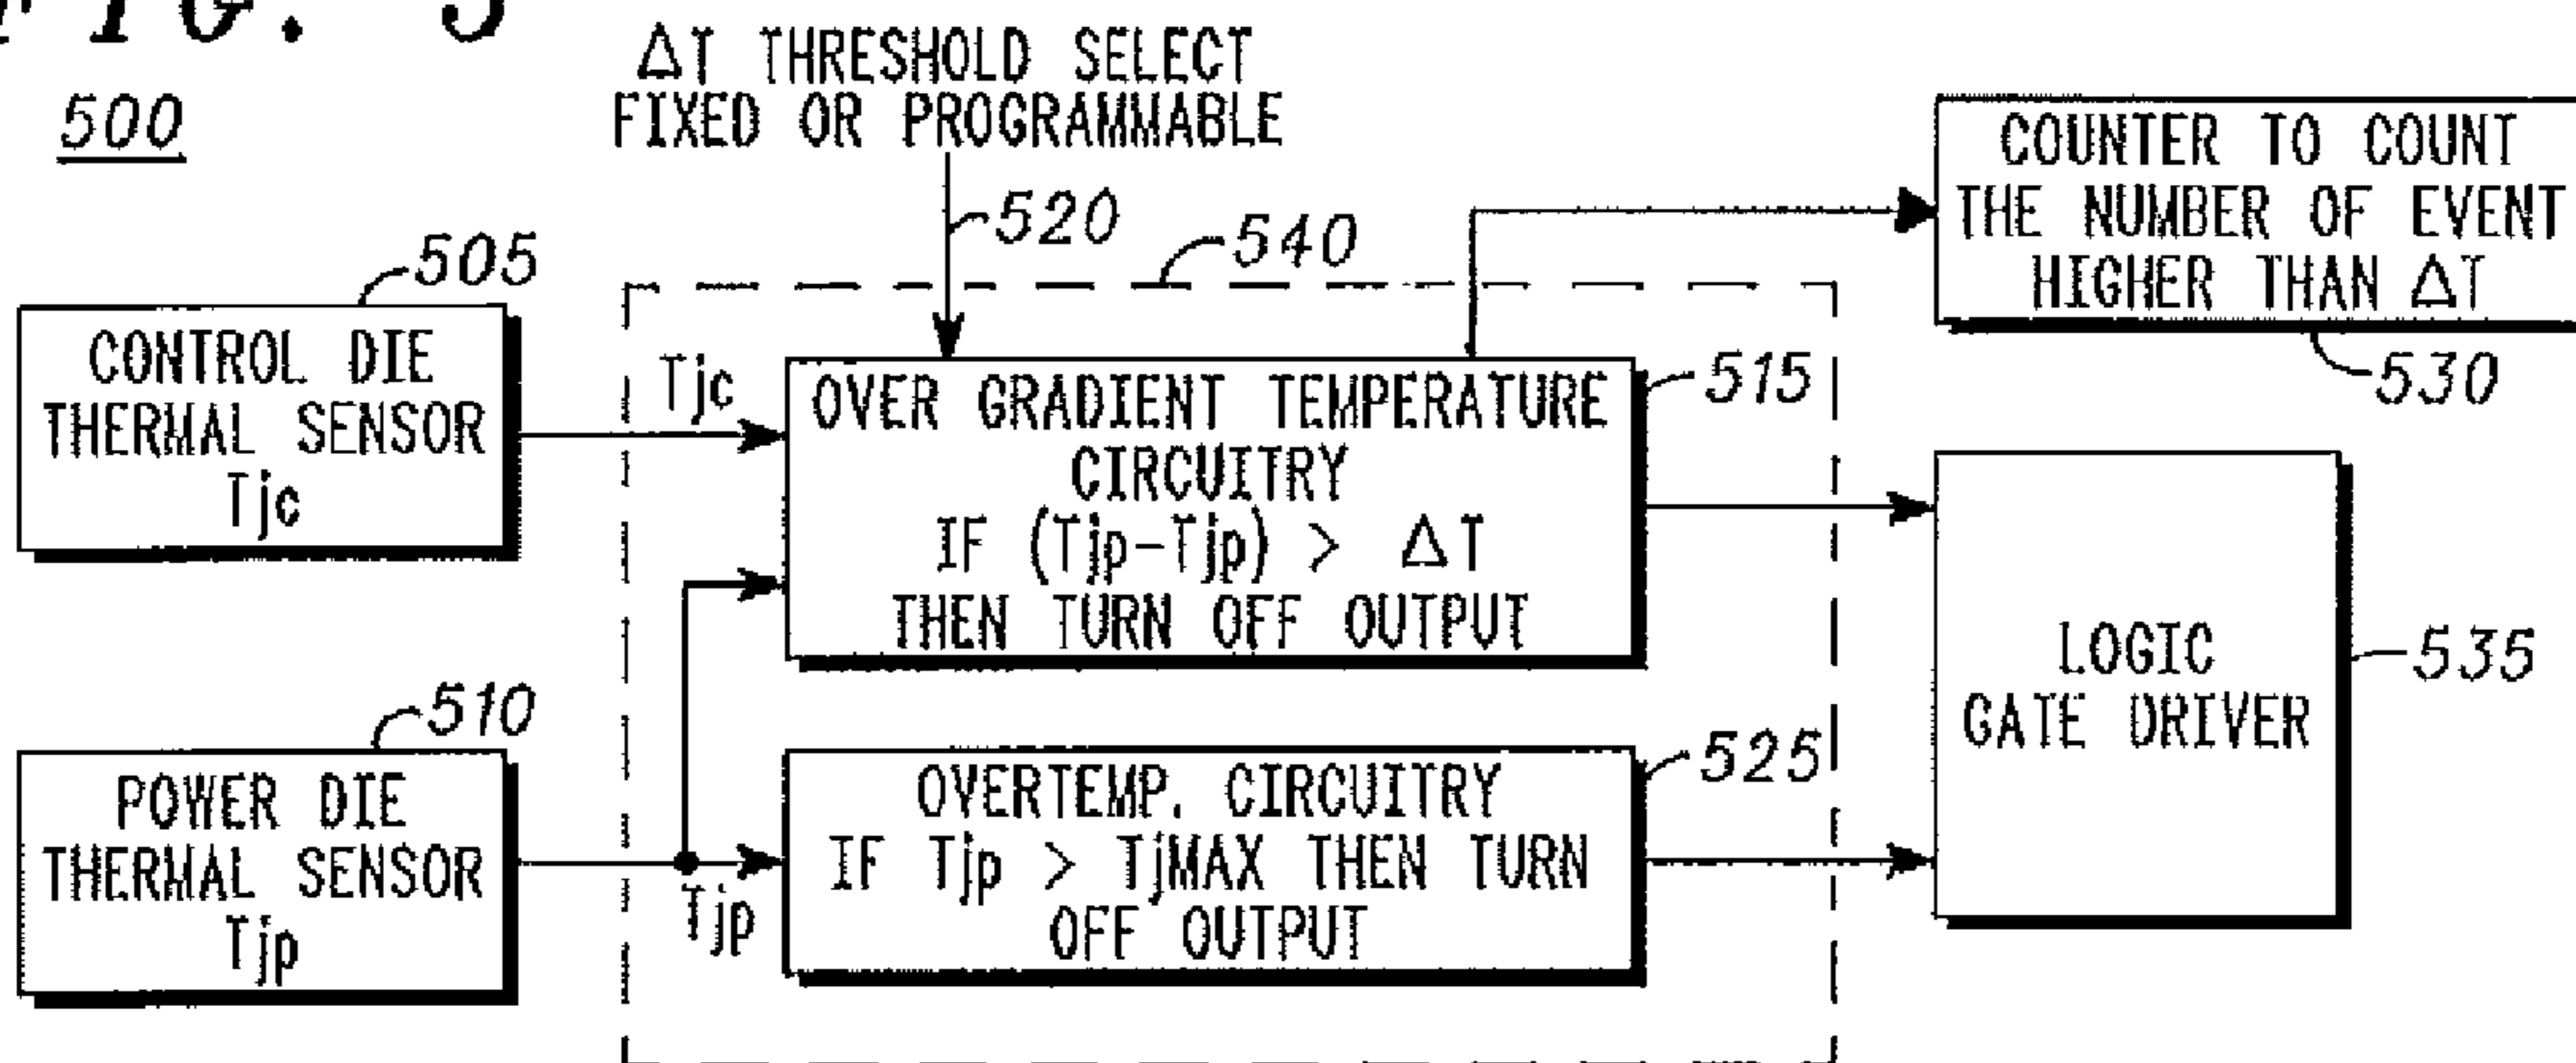 FIG. 5
500
ΔT THRESHOLD SELECT
FIXED OR PROGRAMMABLE
520
540
COUNTER TO COUNT
THE NUMBER OF EVENT
HIGHER THAN ΔT
530
505
CONTROL DIE
THERMAL SENSOR
Tjc
Tjc
OVER GRADIENT TEMPERATURE
CIRCUITRY
IF (Tjp-Tjp) > ΔT
THEN TURN OFF OUTPUT
515
LOGIC
GATE DRIVER
535
510
POWER DIE
THERMAL SENSOR
Tjp
Tjp
OVERTEMP. CIRCUITRY
IF Tjp > TjMAX THEN TURN
OFF OUTPUT
525